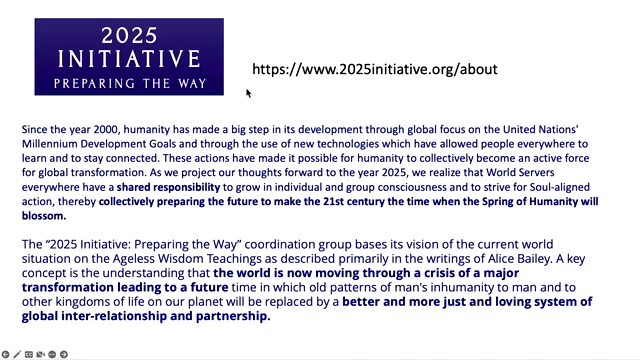 2025
INITIATIVE
PREPARING THE WAY
https://www.2025initiative.org/about
Since the year 2000, humanity has made a big step in its development through global focus on the United Nations'
Millennium Development Goals and through the use of new technologies which have allowed people everywhere to
learn and to stay connected. These actions have made it possible for humanity to collectively become an active force
for global transformation. As we project our thoughts forward to the year 2025, we realize that World Servers
everywhere have a shared responsibility to grow in individual and group consciousness and to strive for Soul-aligned
action, thereby collectively preparing the future to make the 21st century the time when the Spring of Humanity will
blossom.
The “2025 Initiative: Preparing the Way” coordination group bases its vision of the current world
situation on the Ageless Wisdom Teachings as described primarily in the writings of Alice Bailey. A key
concept is the understanding that the world is now moving through a crisis of a major
transformation leading to a future time in which old patterns of man's inhumanity to man and to
other kingdoms of life on our planet will be replaced by a better and more just and loving system of
global inter-relationship and partnership.